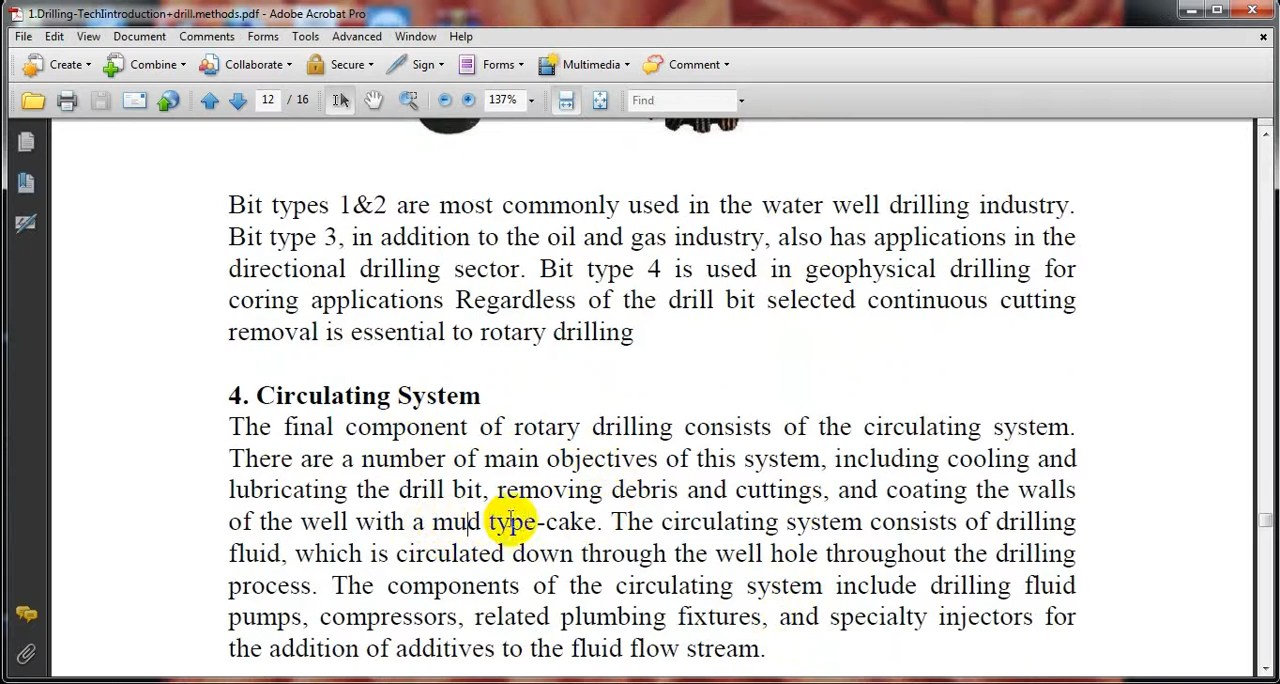 1.Drilling-TechIintroduction+drill.methods.pdf - Adobe Acrobat Pro
File Edit View Document Comments Forms Tools Advanced Window Help
Create Combine Collaborate Secure Sign Forms Multimedia Comment
12 / 16 137% Find
Bit types 1&2 are most commonly used in the water well drilling industry.
Bit type 3, in addition to the oil and gas industry, also has applications in the
directional drilling sector. Bit type 4 is used in geophysical drilling for
coring applications Regardless of the drill bit selected continuous cutting
removal is essential to rotary drilling
4. Circulating System
The final component of rotary drilling consists of the circulating system.
There are a number of main objectives of this system, including cooling and
lubricating the drill bit, removing debris and cuttings, and coating the walls
of the well with a mud type-cake. The circulating system consists of drilling
fluid, which is circulated down through the well hole throughout the drilling
process. The components of the circulating system include drilling fluid
pumps, compressors, related plumbing fixtures, and specialty injectors for
the addition of additives to the fluid flow stream.